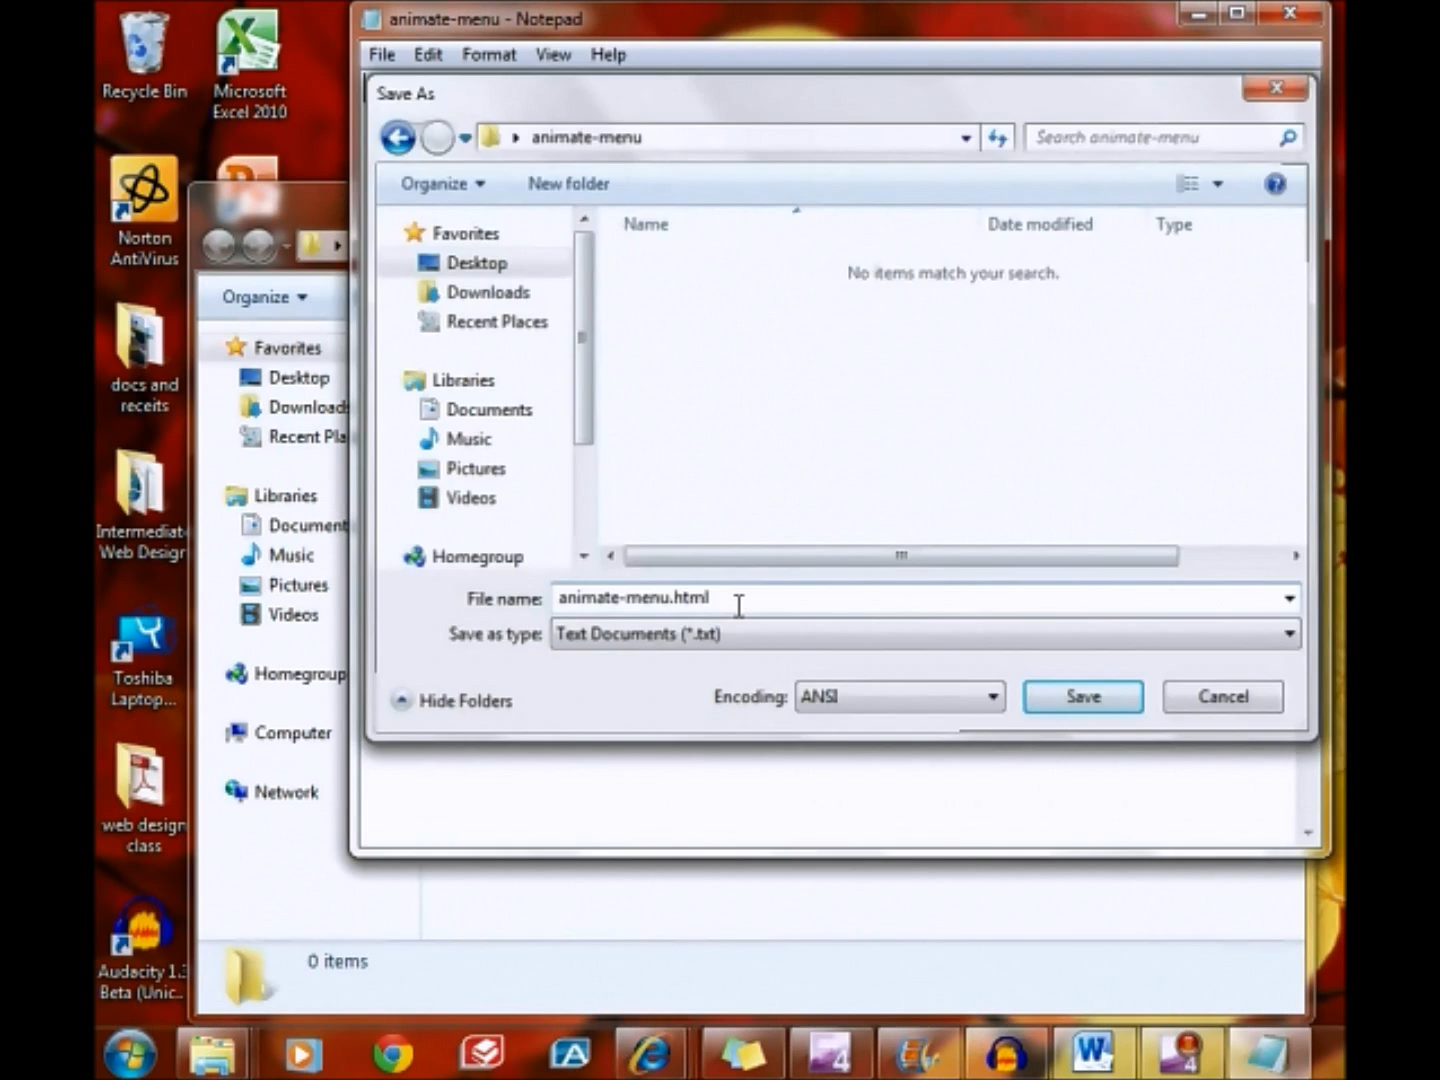 Recycle Bin
Microsoft
Excel 2010
Norton
AntiVirus
docs and
receits
Intermediat
Web Design
Toshiba
Laptop...
web design
class
Audacity 1.3
Beta (Unic...
Organize
Favorites
Desktop
Downloads
Recent Pla
Libraries
Document
Music
Pictures
Videos
Homegroup
Computer
Network
0 items
animate-menu - Notepad
File Edit Format View Help
Save As
animate-menu
Search animate-menu
Organize New folder
Favorites
Desktop
Downloads
Recent Places
Libraries
Documents
Music
Pictures
Videos
Homegroup
Name Date modified Type
No items match your search.
File name: animate-menu.html
Save as type: Text Documents (*.txt)
Hide Folders
Encoding: ANSI
Save Cancel